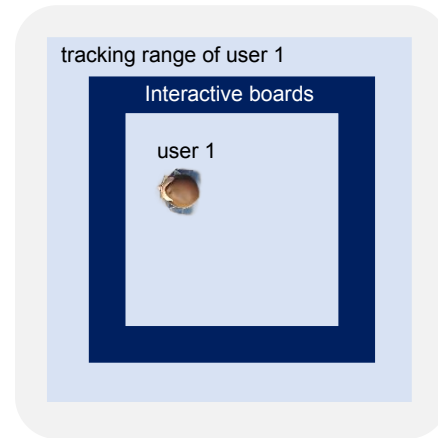 tracking range of user 1
Interactive boards
user 1